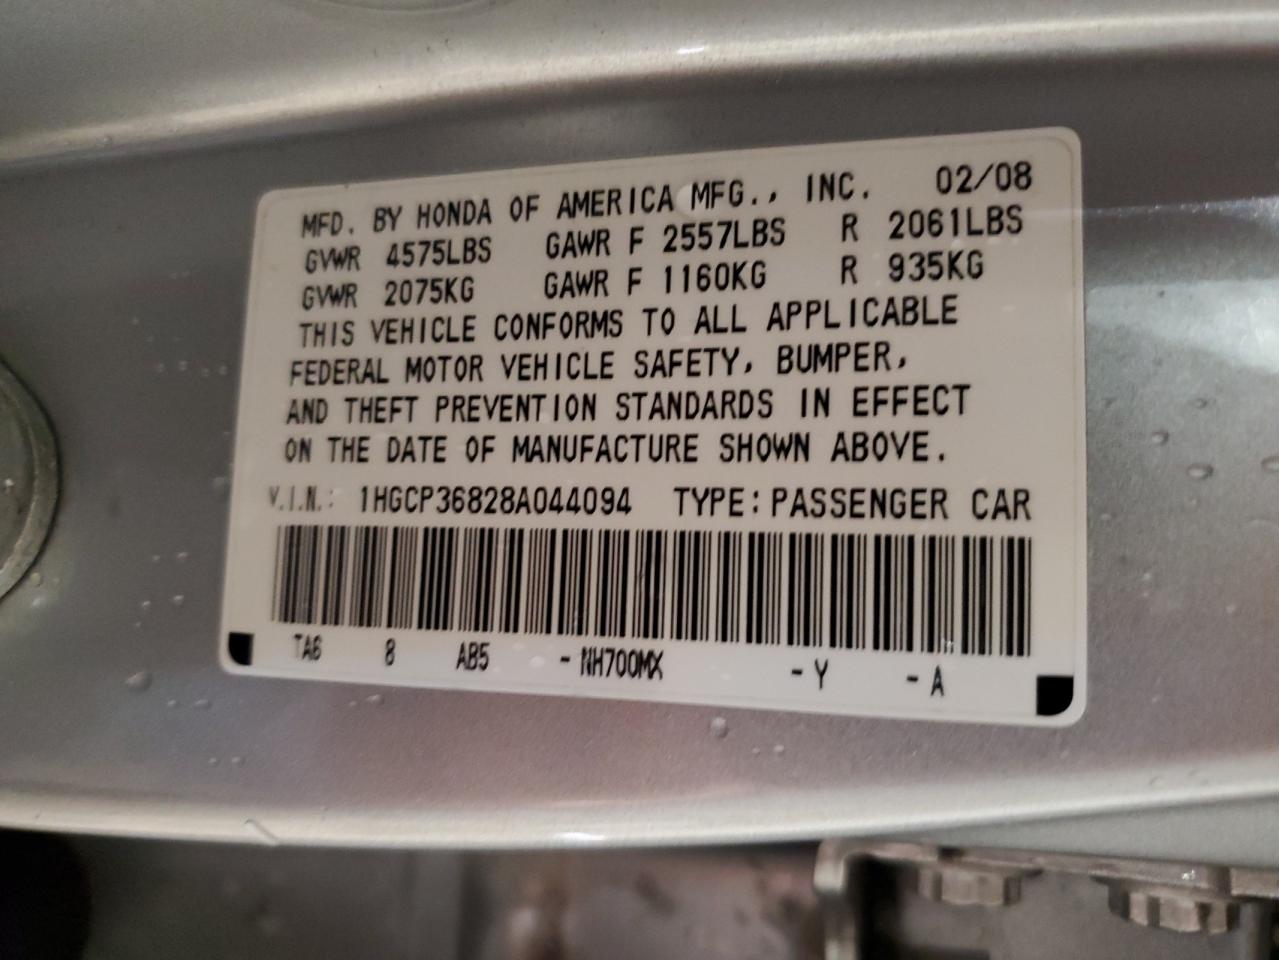 MFD. BY HONDA OF AMERICA MFG., INC. 02/08
GVWR 4575LBS GAWR F 2557LBS R 2061LBS
GVWR 2075KG GAWR F 1160KG R 935KG
THIS VEHICLE CONFORMS TO ALL APPLICABLE
FEDERAL MOTOR VEHICLE SAFETY, BUMPER,
AND THEFT PREVENTION STANDARDS IN EFFECT
ON THE DATE OF MANUFACTURE SHOWN ABOVE.
V.I.N.: 1HGCP36828A044094 TYPE: PASSENGER CAR
TA6 8 AB5 - NH700MX - Y - A